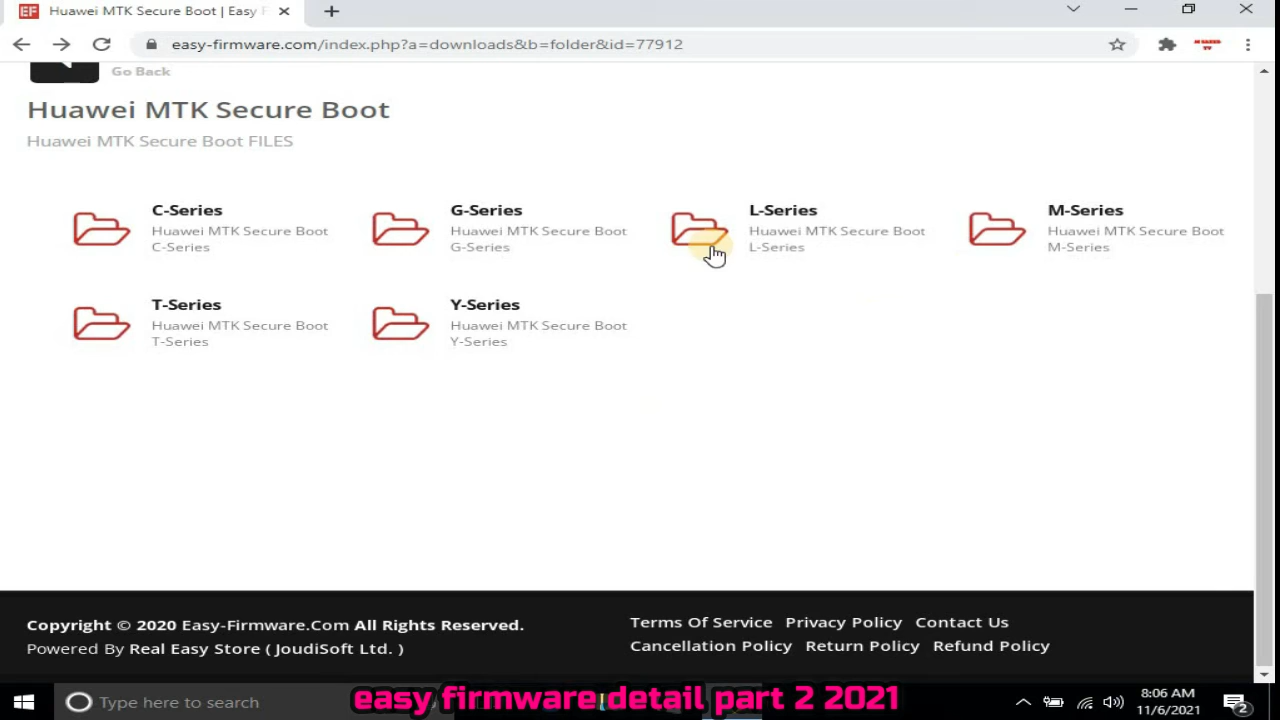 Huawei MTK Secure Boot | Easy F
easy-firmware.com/index.php?a=downloads&b=folder&id=77912
Go Back
Huawei MTK Secure Boot
Huawei MTK Secure Boot FILES
C-Series
Huawei MTK Secure Boot
C-Series
G-Series
Huawei MTK Secure Boot
G-Series
L-Series
Huawei MTK Secure Boot
L-Series
M-Series
Huawei MTK Secure Boot
M-Series
T-Series
Huawei MTK Secure Boot
T-Series
Y-Series
Huawei MTK Secure Boot
Y-Series
Copyright © 2020 Easy-Firmware.Com All Rights Reserved.
Powered By Real Easy Store ( JoudiSoft Ltd. )
Terms Of Service Privacy Policy Contact Us
Cancellation Policy Return Policy Refund Policy
Type here to search
easy firmware detail part 2 2021
8:06 AM
11/6/2021
2